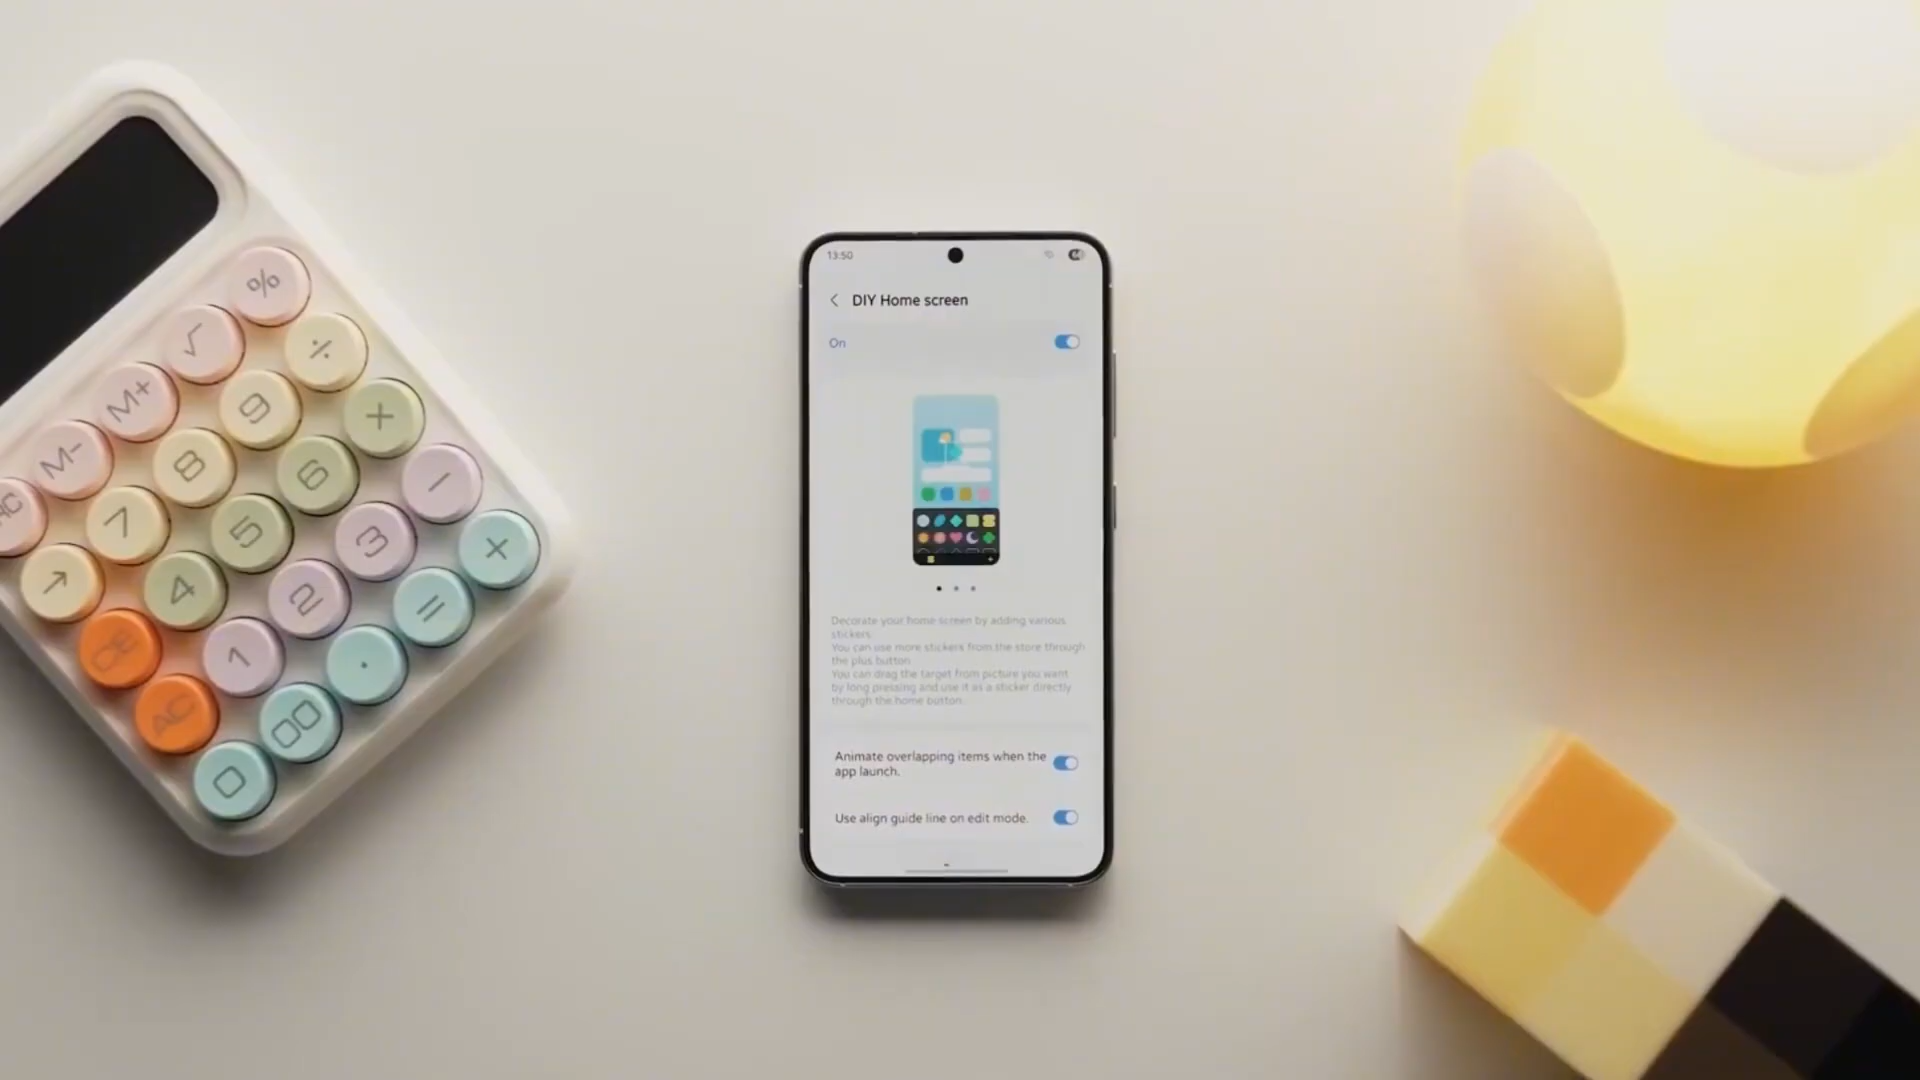 13:50
DIY Home screen
On
Decorate your home screen by adding various
stickers.
You can use more stickers from the store through
the plus button
You can drag the target from picture you want
by long pressing and use it as a sticker directly
through the home button.
Animate overlapping items when the
app launch.
Use align guide line on edit mode.
%
√ ÷
M+ 9 ×
M- 8 6 −
7 5 3 +
→ 4 2 =
CE 1 .
AC 00
0